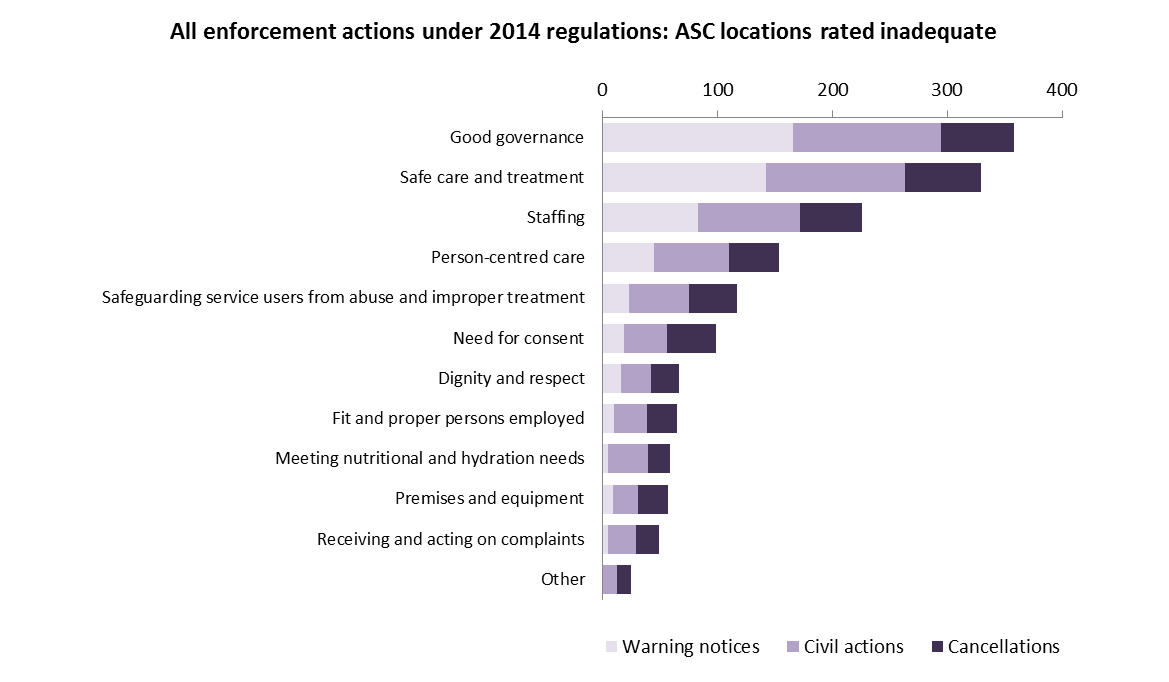 All enforcement actions under 2014 regulations: ASC locations rated inadequate
0 100 200 300 400
Good governance
Safe care and treatment
Staffing
Person-centred care
Safeguarding service users from abuse and improper treatment
Need for consent
Dignity and respect
Fit and proper persons employed
Meeting nutritional and hydration needs
Premises and equipment
Receiving and acting on complaints
Other
Warning notices Civil actions Cancellations